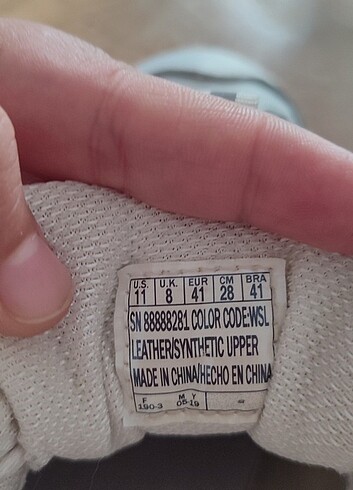 U.S. U.K. EUR CM BRA
11 8 41 28 41
SN 88888281 COLOR CODE:WSL
LEATHER/SYNTHETIC UPPER
MADE IN CHINA/HECHO EN CHINA
F M Y
190-3 05-19